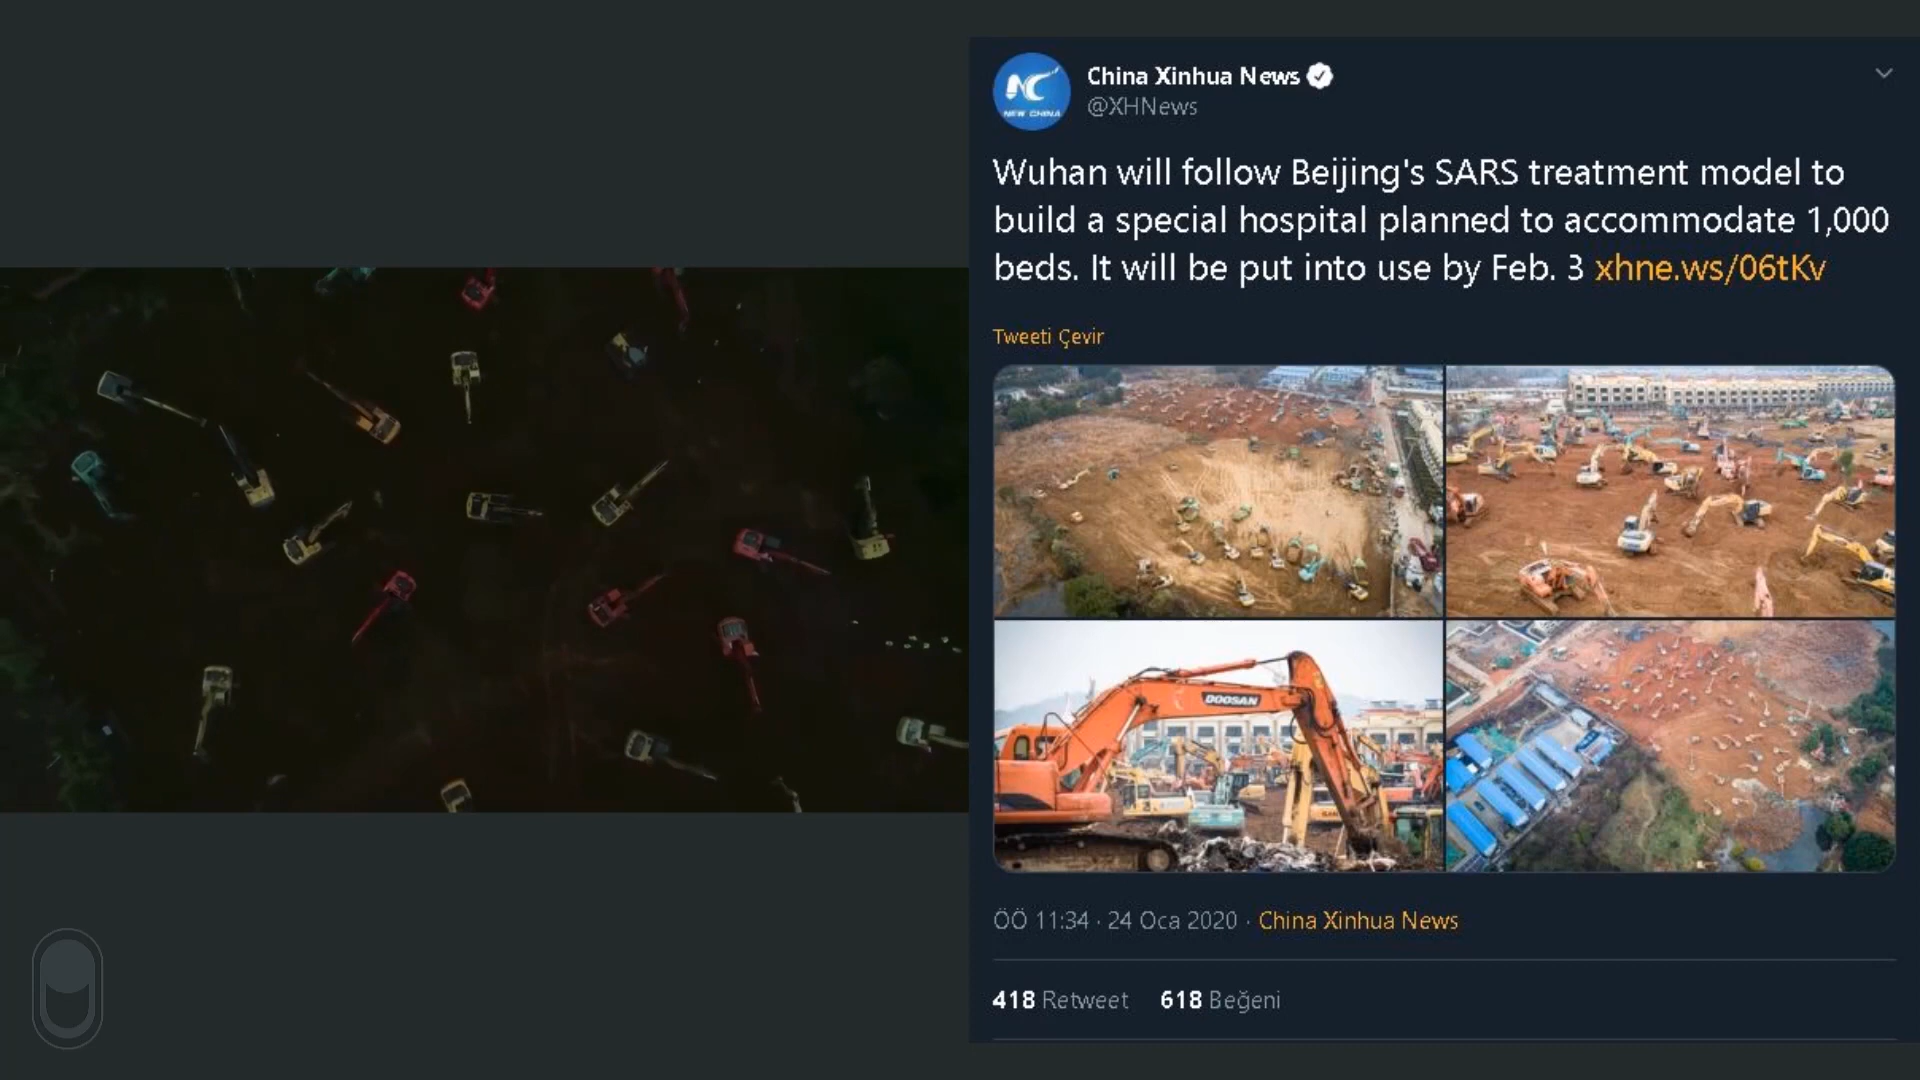 China Xinhua News
@XHNews
NEW CHINA
Wuhan will follow Beijing's SARS treatment model to
build a special hospital planned to accommodate 1,000
beds. It will be put into use by Feb. 3 xhne.ws/06tKv
Tweeti Çevir
DOOSAN
ÖÖ 11:34 · 24 Oca 2020 · China Xinhua News
418 Retweet 618 Beğeni